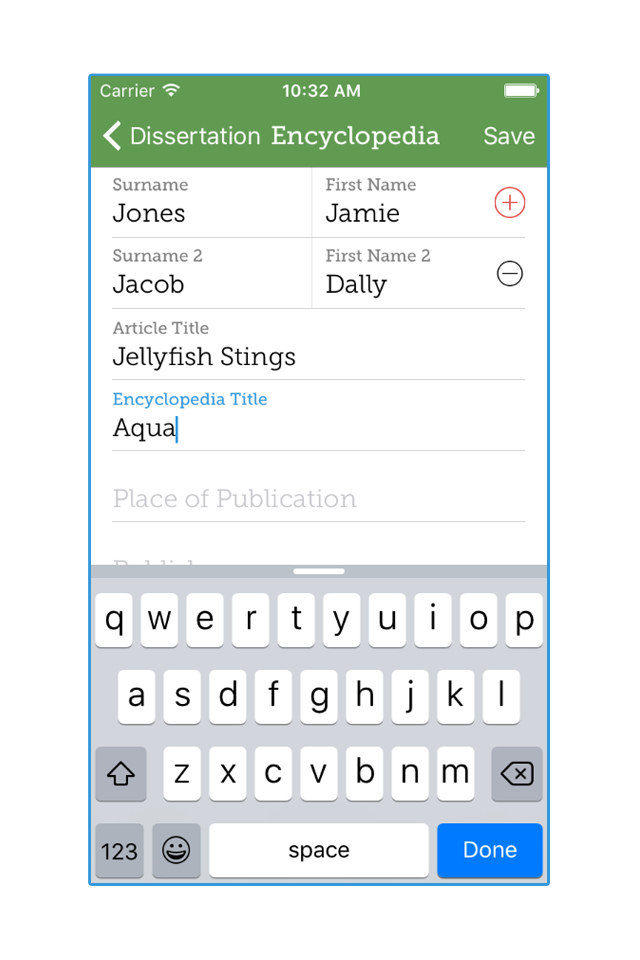 Carrier 10:32 AM
Dissertation Encyclopedia Save
Surname First Name
Jones Jamie
Surname 2 First Name 2
Jacob Dally
Article Title
Jellyfish Stings
Encyclopedia Title
Aqua
Place of Publication
q w e r t y u i o p
a s d f g h j k l
z x c v b n m
123 space Done